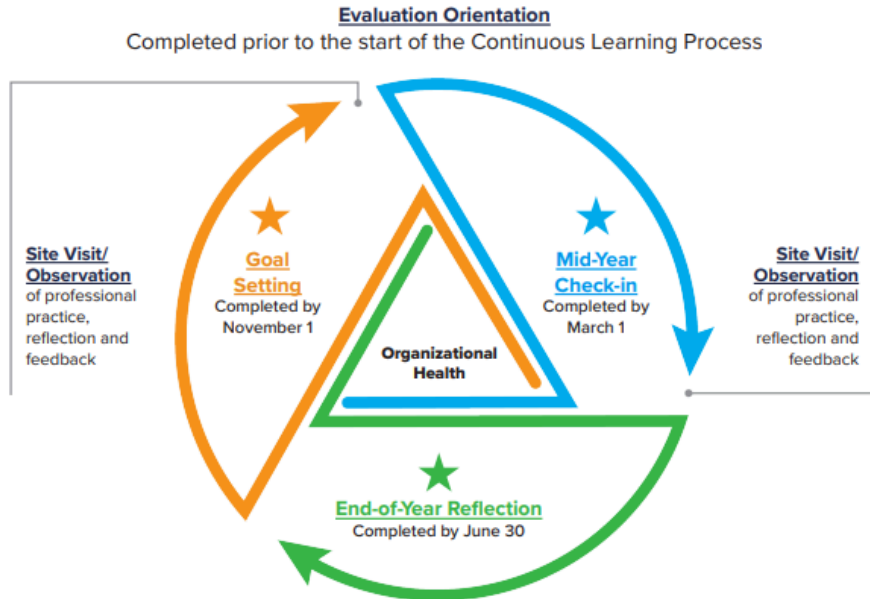 Evaluation Orientation
Completed prior to the start of the Continuous Learning Process
Site Visit/
Observation
of professional
practice,
reflection and
feedback
Goal
Setting
Completed by
November 1
Organizational
Health
Mid-Year
Check-in
Completed by
March 1
Site Visit/
Observation
of professional
practice,
reflection and
feedback
End-of-Year Reflection
Completed by June 30